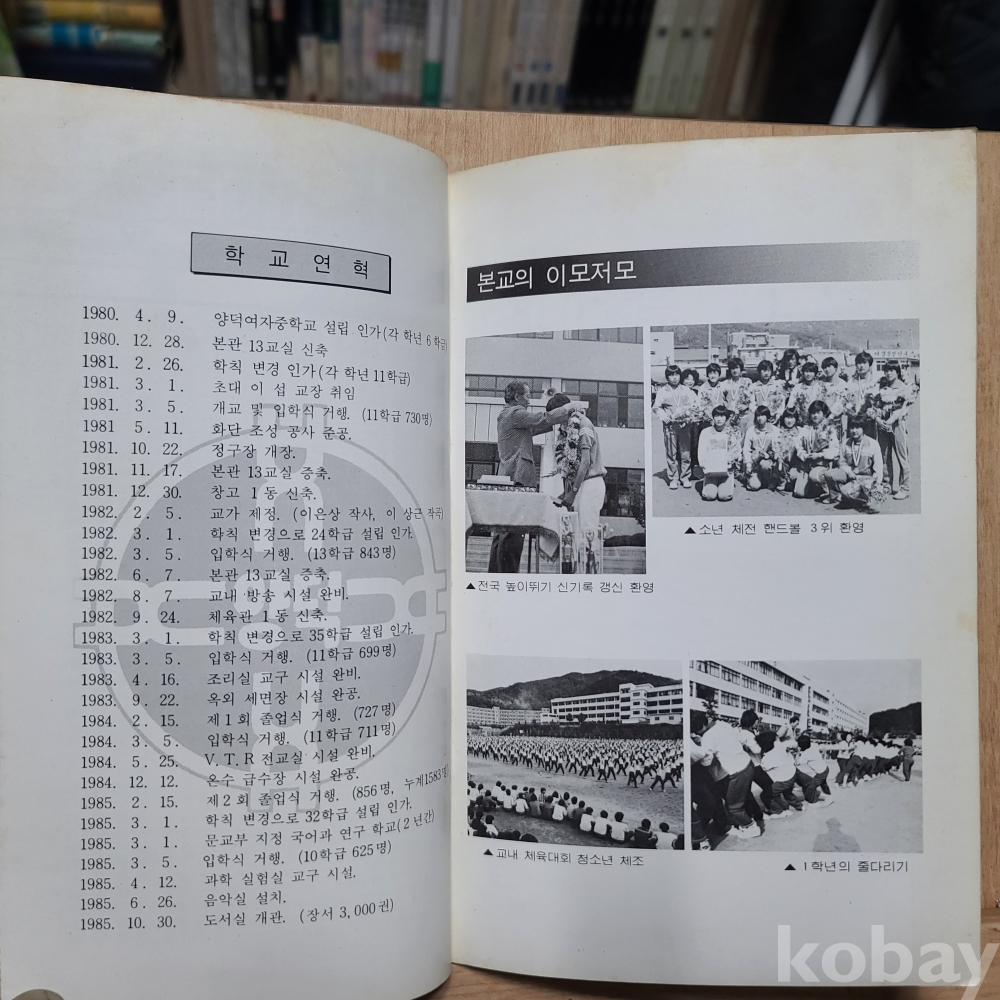 학 교 연 혁
1980. 4. 9. 양덕여자중학교 설립 인가(각 학년 6학급)
1980. 12. 28. 본관 13교실 신축
1981. 2. 26. 학칙 변경 인가(각 학년 11학급)
1981. 3. 1. 초대 이 섭 교장 취임
1981. 3. 5. 개교 및 입학식 거행. (11학급 730명)
1981 5. 11. 화단 조성 공사 준공.
1981. 10. 22. 정구장 개장.
1981. 11. 17. 본관 13교실 증축.
1981. 12. 30. 창고 1동 신축.
1982. 2. 5. 교가 제정. (이은상 작사, 이 상근 작곡)
1982. 3. 1. 학칙 변경으로 24학급 설립 인가.
1982. 3. 5. 입학식 거행. (13학급 843명)
1982. 6. 7. 본관 13교실 증축.
1982. 8. 7. 교내 방송 시설 완비.
1982. 9. 24. 체육관 1동 신축.
1983. 3. 1. 학칙 변경으로 35학급 설립 인가.
1983. 3. 5. 입학식 거행. (11학급 699명)
1983. 4. 16. 조리실 교구 시설 완비.
1983. 9. 22. 옥외 세면장 시설 완공.
1984. 2. 15. 제1회 졸업식 거행. (727명)
1984. 3. 5. 입학식 거행. (11학급 711명)
1984. 5. 25. V.T.R 전교실 시설 완비.
1984. 12. 12. 온수 급수장 시설 완공.
1985. 2. 15. 제2회 졸업식 거행. (856명, 누계1583명)
1985. 3. 1. 학칙 변경으로 32학급 설립 인가.
1985. 3. 1. 문교부 지정 국어과 연구 학교(2년간)
1985. 3. 5. 입학식 거행. (10학급 625명)
1985. 4. 12. 과학 실험실 교구 시설.
1985. 6. 26. 음악실 설치.
1985. 10. 30. 도서실 개관. (장서 3,000권)
본교의 이모저모
▲소년 체전 핸드볼 3위 환영
▲전국 높이뛰기 신기록 갱신 환영
▲교내 체육대회 청소년 체조
▲1학년의 줄다리기
kobay